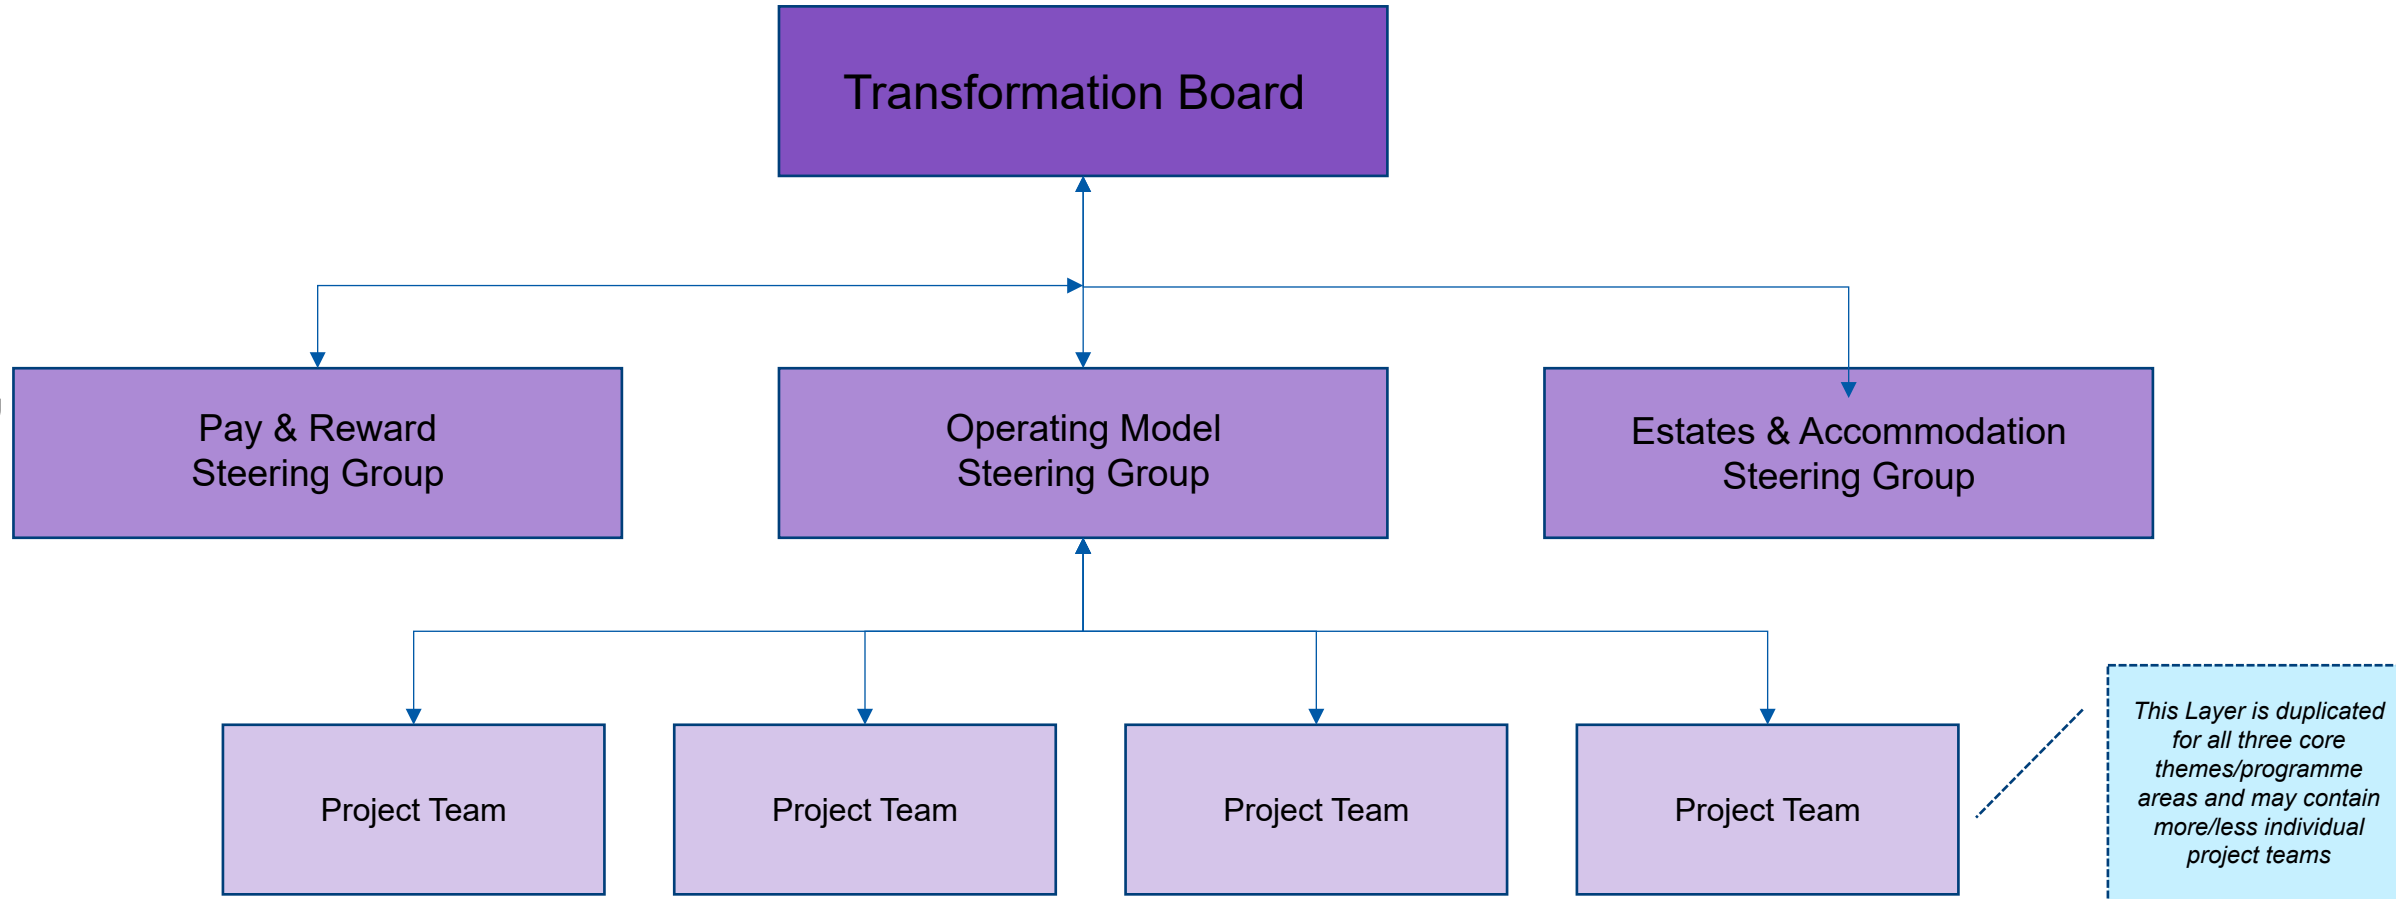 Transformation Board
Pay & Reward
Steering Group
Operating Model
Steering Group
Estates & Accommodation
Steering Group
Project Team
Project Team
Project Team
Project Team
This Layer is duplicated
for all three core
themes/programme
areas and may contain
more/less individual
project teams